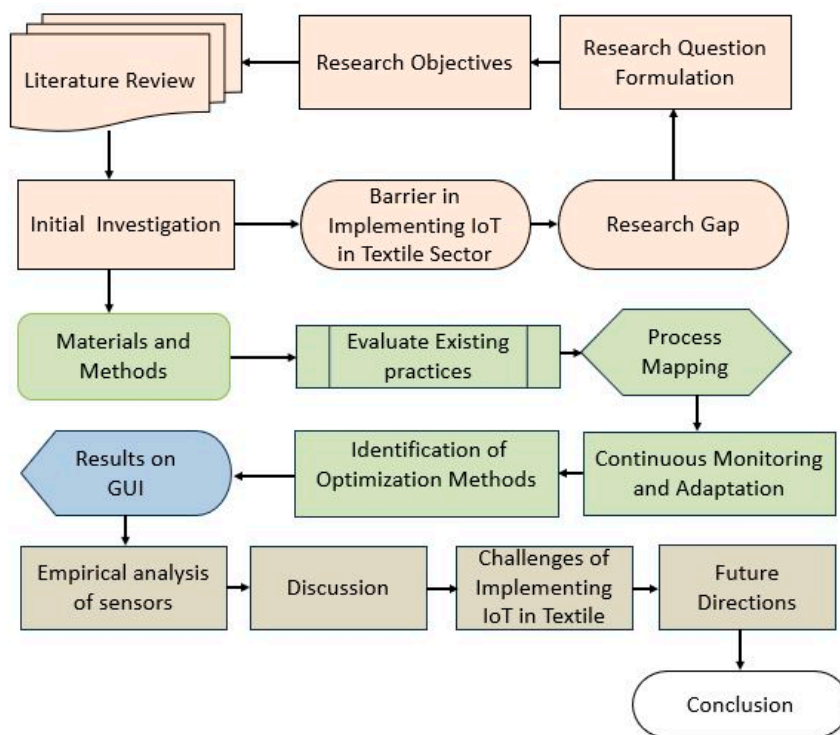 Literature Review
Research Objectives
Research Question
Formulation
Initial Investigation
Barrier in
Implementing IoT
in Textile Sector
Research Gap
Materials and
Methods
Evaluate Existing
practices
Process
Mapping
Results on
GUI
Identification of
Optimization Methods
Continuous Monitoring
and Adaptation
Empirical analysis
of sensors
Discussion
Challenges of
Implementing
IoT in Textile
Future
Directions
Conclusion